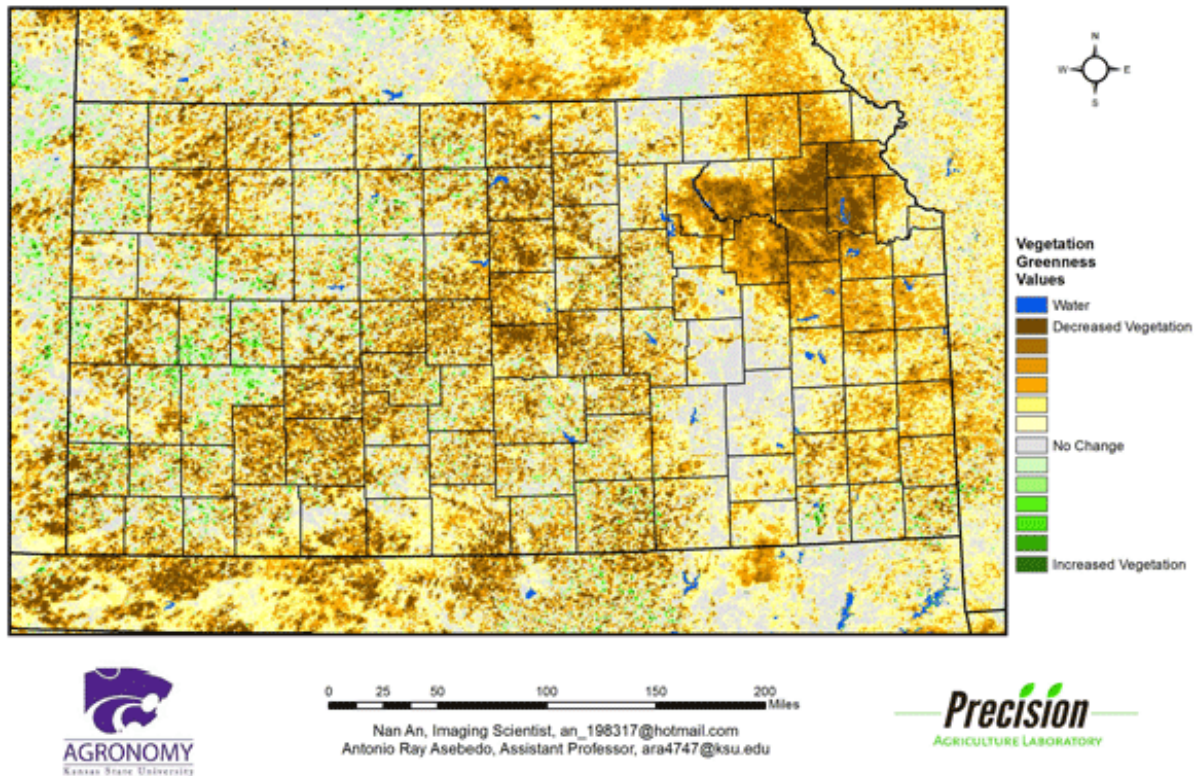 N
W E
S
Vegetation
Greenness
Values
Water
Decreased Vegetation
No Change
Increased Vegetation
0 25 50 100 150 200
Miles
Nan An, Imaging Scientist, an_198317@hotmail.com
Antonio Ray Asebedo, Assistant Professor, ara4747@ksu.edu
AGRONOMY
Kansas State University
Precision
AGRICULTURE LABORATORY